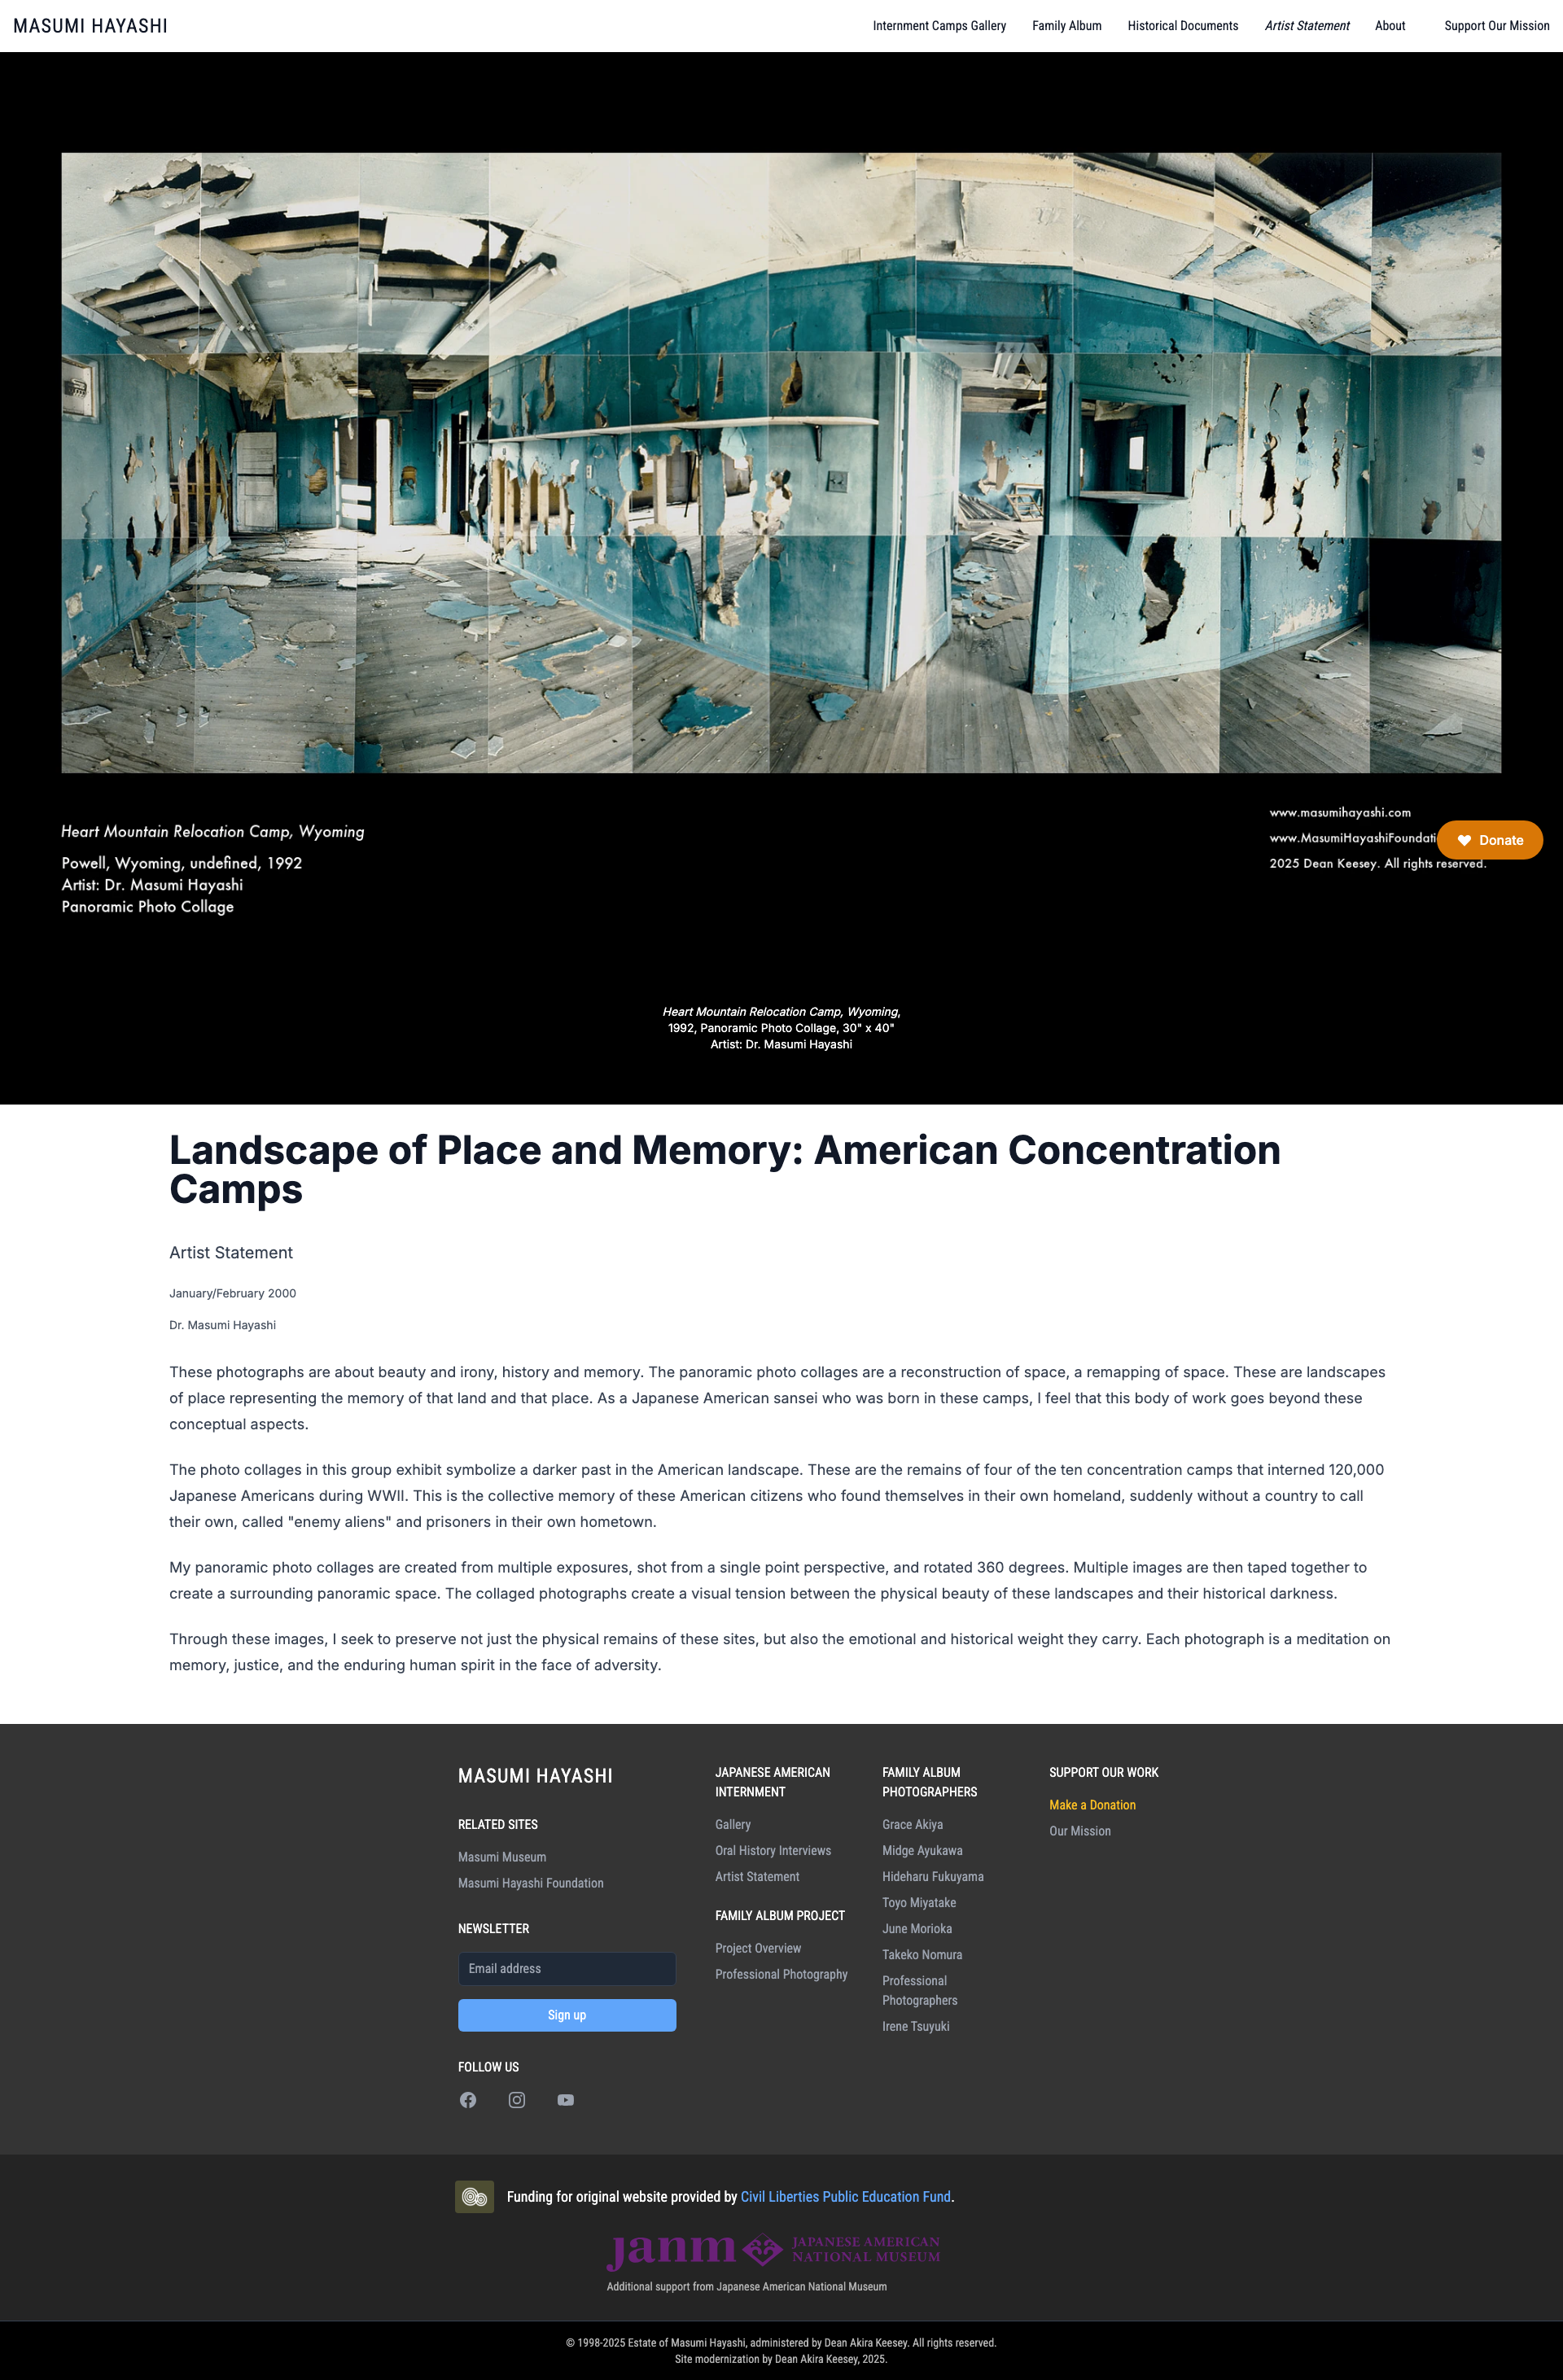 MASUMI HAYASHI
Internment Camps Gallery
Family Album
Historical Documents
Artist Statement
About
Support Our Mission
Heart Mountain Relocation Camp, Wyoming
Powell, Wyoming, undefined, 1992
Artist: Dr. Masumi Hayashi
Panoramic Photo Collage
www.masumihayashi.com
www.MasumiHayashiFoundati
2025 Dean Keesey. All rights reserved.
Donate
Heart Mountain Relocation Camp, Wyoming,
1992, Panoramic Photo Collage, 30" x 40"
Artist: Dr. Masumi Hayashi
Landscape of Place and Memory: American Concentration
Camps
Artist Statement
January/February 2000
Dr. Masumi Hayashi
These photographs are about beauty and irony, history and memory. The panoramic photo collages are a reconstruction of space, a remapping of space. These are landscapes
of place representing the memory of that land and that place. As a Japanese American sansei who was born in these camps, I feel that this body of work goes beyond these
conceptual aspects.
The photo collages in this group exhibit symbolize a darker past in the American landscape. These are the remains of four of the ten concentration camps that interned 120,000
Japanese Americans during WWII. This is the collective memory of these American citizens who found themselves in their own homeland, suddenly without a country to call
their own, called "enemy aliens" and prisoners in their own hometown.
My panoramic photo collages are created from multiple exposures, shot from a single point perspective, and rotated 360 degrees. Multiple images are then taped together to
create a surrounding panoramic space. The collaged photographs create a visual tension between the physical beauty of these landscapes and their historical darkness.
Through these images, I seek to preserve not just the physical remains of these sites, but also the emotional and historical weight they carry. Each photograph is a meditation on
memory, justice, and the enduring human spirit in the face of adversity.
MASUMI HAYASHI
RELATED SITES
Masumi Museum
Masumi Hayashi Foundation
NEWSLETTER
Email address
Sign up
FOLLOW US
JAPANESE AMERICAN
INTERNMENT
Gallery
Oral History Interviews
Artist Statement
FAMILY ALBUM PROJECT
Project Overview
Professional Photography
FAMILY ALBUM
PHOTOGRAPHERS
Grace Akiya
Midge Ayukawa
Hideharu Fukuyama
Toyo Miyatake
June Morioka
Takeko Nomura
Professional
Photographers
Irene Tsuyuki
SUPPORT OUR WORK
Make a Donation
Our Mission
Funding for original website provided by Civil Liberties Public Education Fund.
janm
JAPANESE AMERICAN
NATIONAL MUSEUM
Additional support from Japanese American National Museum
© 1998-2025 Estate of Masumi Hayashi, administered by Dean Akira Keesey. All rights reserved.
Site modernization by Dean Akira Keesey, 2025.